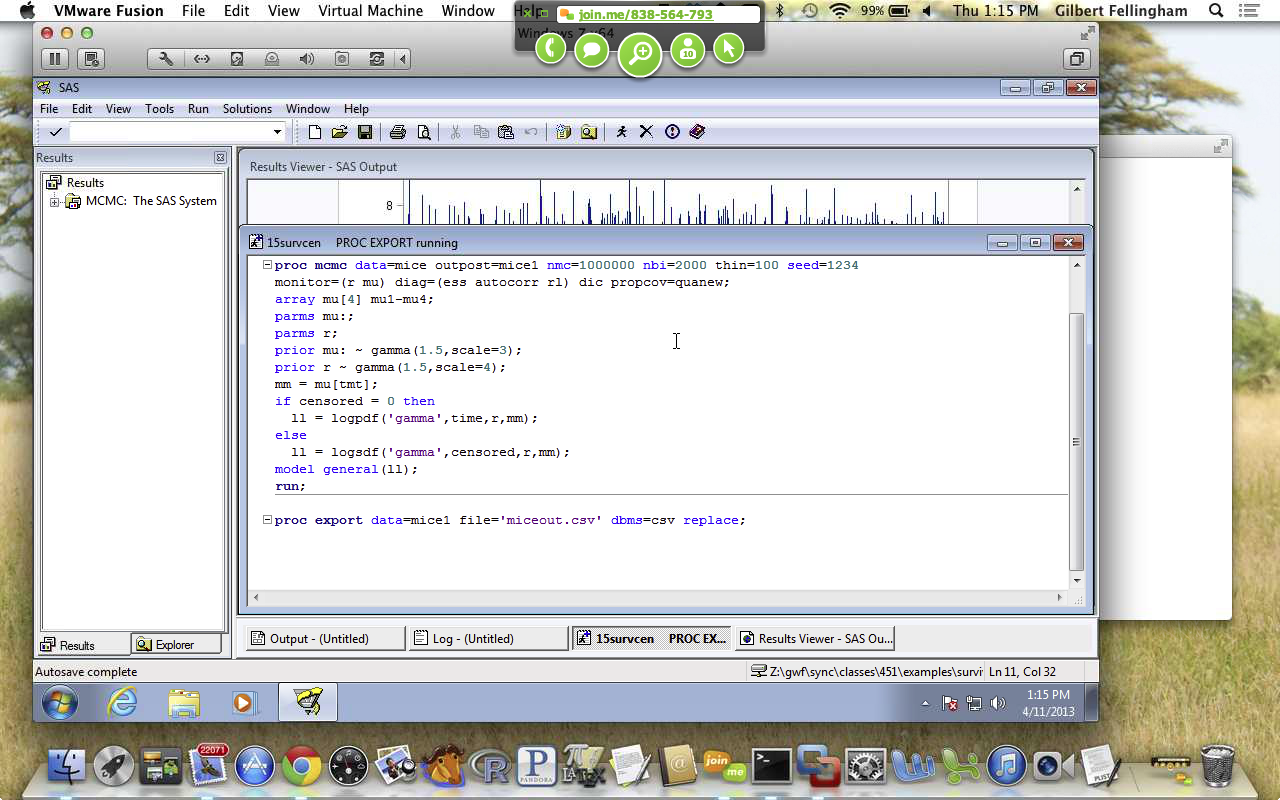 VMware Fusion File Edit View Virtual Machine Window Help 99% Thu 1:15 PM Gilbert Fellingham
join.me/838-564-793
Windows 7 x64
10
SAS
File Edit View Tools Run Solutions Window Help
Results
Results
MCMC: The SAS System
Results Viewer - SAS Output
8
15survcen PROC EXPORT running
proc mcmc data=mice outpost=mice1 nmc=1000000 nbi=2000 thin=100 seed=1234
monitor=(r mu) diag=(ess autocorr rl) dic propcov=quanew;
array mu[4] mu1-mu4;
parms mu:;
parms r;
prior mu: ~ gamma(1.5,scale=3);
prior r ~ gamma(1.5,scale=4);
mm = mu[tmt];
if censored = 0 then
ll = logpdf('gamma',time,r,mm);
else
ll = logsdf('gamma',censored,r,mm);
model general(ll);
run;
proc export data=mice1 file='miceout.csv' dbms=csv replace;
Results Explorer
Output - (Untitled) Log - (Untitled) 15survcen PROC EX... Results Viewer - SAS Ou...
Autosave complete Z:\gwf\sync\classes\451\examples\survi Ln 11, Col 32
1:15 PM
4/11/2013
22071
PANDORA
LATEX
join
me
PLIST